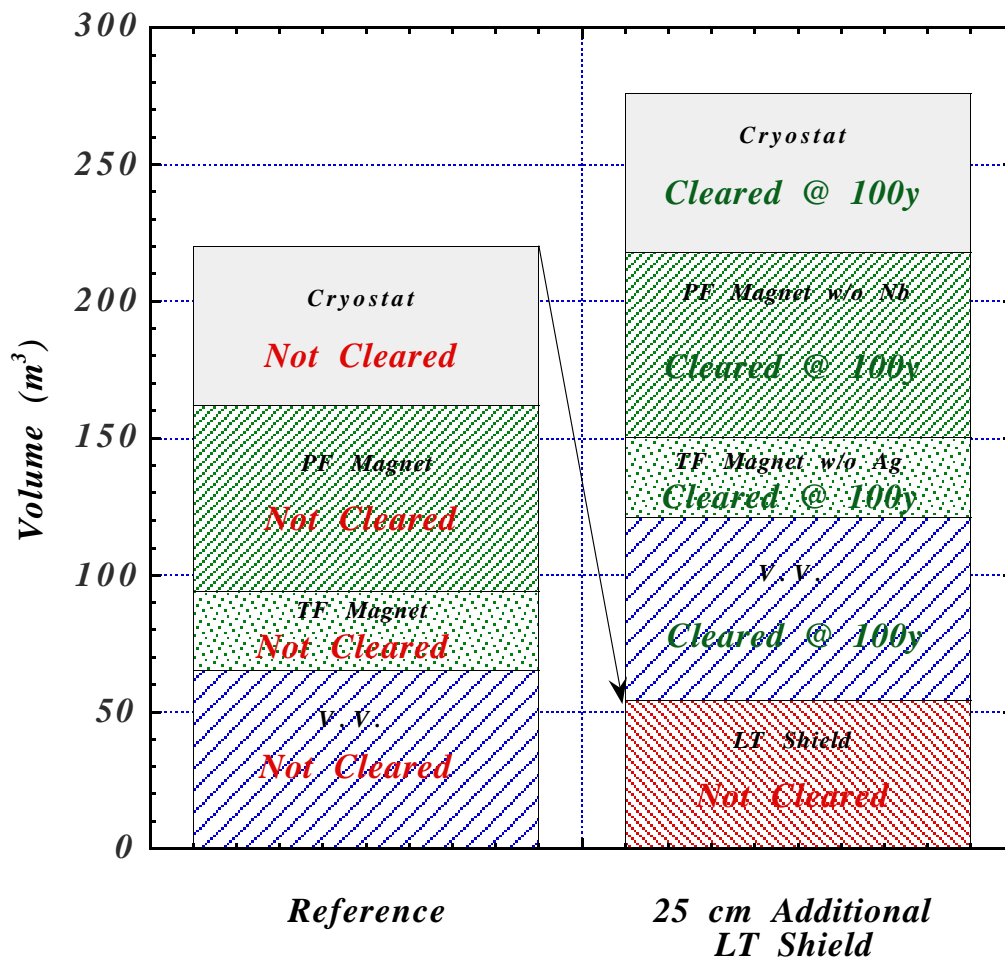 300
250
200
150
100
50
0
Volume (m³)
Cryostat
Not Cleared
PF Magnet
Not Cleared
TF Magnet
Not Cleared
V.V.
Not Cleared
Reference
Cryostat
Cleared @ 100y
PF Magnet w/o Nb
Cleared @ 100y
TF Magnet w/o Ag
Cleared @ 100y
V.V.
Cleared @ 100y
LT Shield
Not Cleared
25 cm Additional
LT Shield